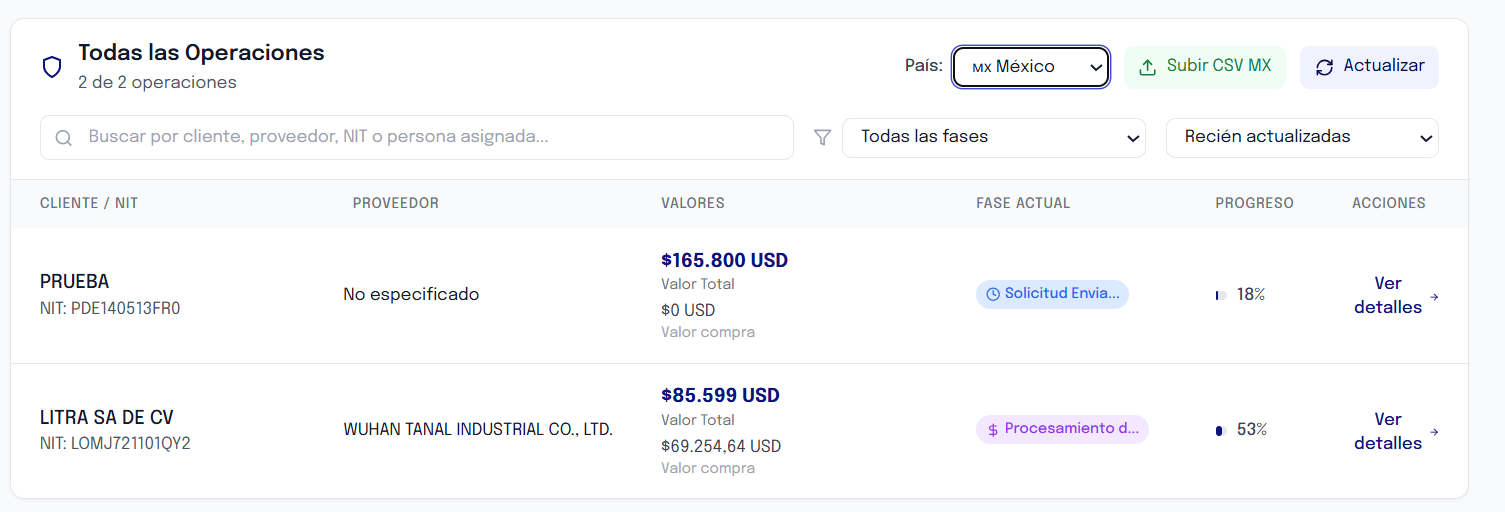 Todas las Operaciones
2 de 2 operaciones
País:
MX México
Subir CSV MX
Actualizar
Buscar por cliente, proveedor, NIT o persona asignada...
Todas las fases
Recién actualizadas
CLIENTE / NIT
PROVEEDOR
VALORES
FASE ACTUAL
PROGRESO
ACCIONES
PRUEBA
NIT: PDE140513FR0
No especificado
$165.800 USD
Valor Total
$0 USD
Valor compra
Solicitud Envia...
18%
Ver
detalles →
LITRA SA DE CV
NIT: LOMJ721101QY2
WUHAN TANAL INDUSTRIAL CO., LTD.
$85.599 USD
Valor Total
$69.254,64 USD
Valor compra
$ Procesamiento d...
53%
Ver
detalles →